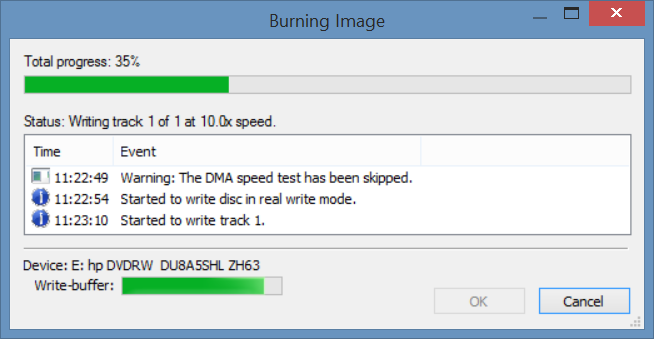 Burning Image
Total progress: 35%
Status: Writing track 1 of 1 at 10.0x speed.
Time Event
11:22:49 Warning: The DMA speed test has been skipped.
11:22:54 Started to write disc in real write mode.
11:23:10 Started to write track 1.
Device: E: hp DVDRW DU8A5SHL ZH63
Write-buffer:
OK Cancel